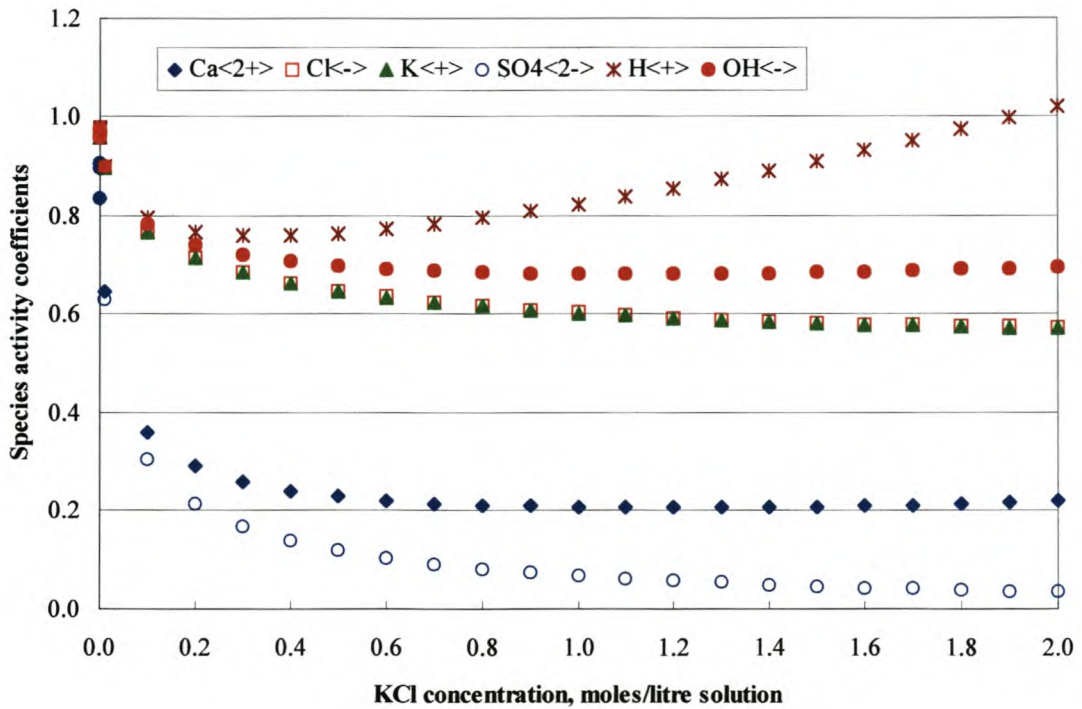 1.2
Ca<2+> Cl<-> K<+> SO4<2-> H<+> OH<->
1.0
0.8
0.6
0.4
0.2
0.0
Species activity coefficients
0.0 0.2 0.4 0.6 0.8 1.0 1.2 1.4 1.6 1.8 2.0
KCl concentration, moles/litre solution